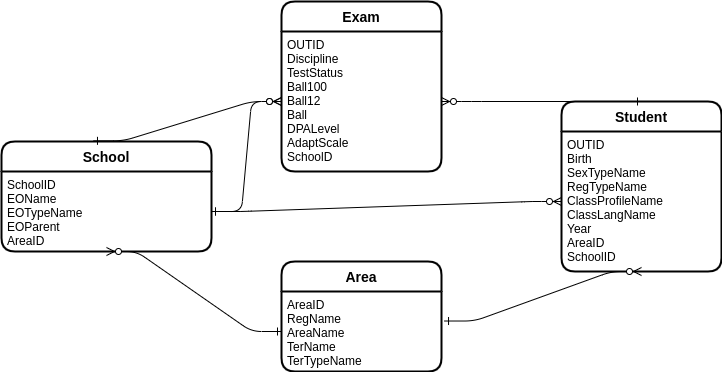 Exam
OUTID
Discipline
TestStatus
Ball100
Ball12
Ball
DPALevel
AdaptScale
SchoolD
Student
OUTID
Birth
SexTypeName
RegTypeName
ClassProfileName
ClassLangName
Year
AreaID
SchoolID
School
SchoolID
EOName
EOTypeName
EOParent
AreaID
Area
AreaID
RegName
AreaName
TerName
TerTypeName